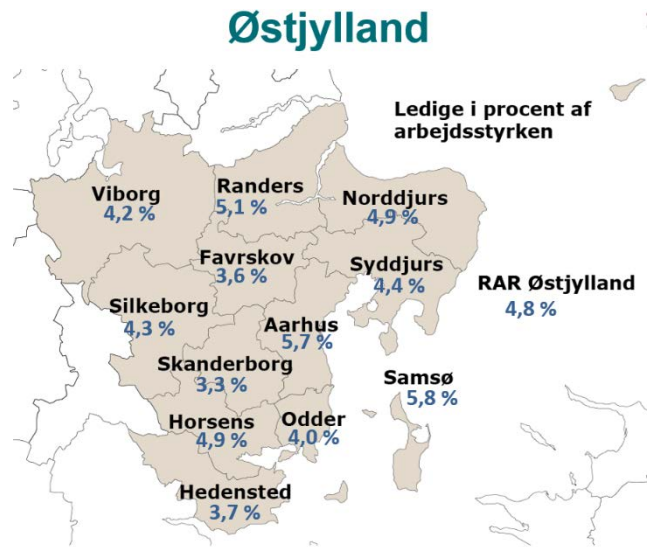 Østjylland
Ledige i procent af
arbejdsstyrken
Viborg
4,2 %
Randers
5,1 %
Norddjurs
4,9 %
Favrskov
3,6 %
Syddjurs
4,4 %
RAR Østjylland
4,8 %
Silkeborg
4,3 %
Aarhus
5,7 %
Skanderborg
3,3 %
Samsø
5,8 %
Horsens
4,9 %
Odder
4,0 %
Hedensted
3,7 %